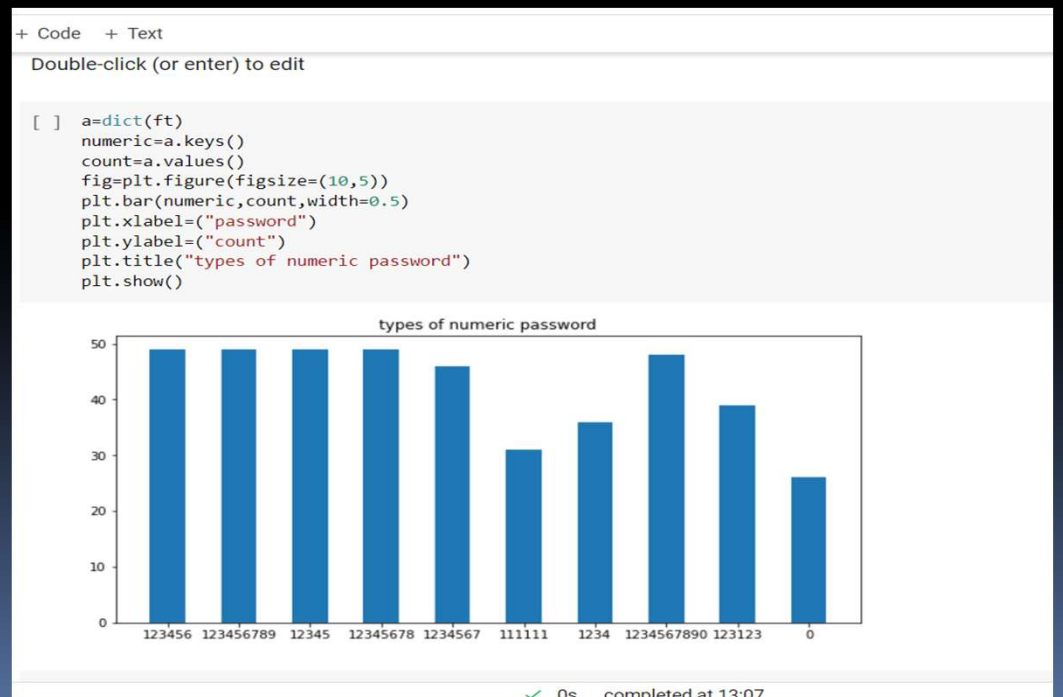 + Code + Text
Double-click (or enter) to edit
[ ] a=dict(ft)
numeric=a.keys()
count=a.values()
fig=plt.figure(figsize=(10,5))
plt.bar(numeric,count,width=0.5)
plt.xlabel=("password")
plt.ylabel=("count")
plt.title("types of numeric password")
plt.show()
types of numeric password
50
40
30
20
10
0
123456 123456789 12345 12345678 1234567 111111 1234 1234567890 123123 0
0s completed at 13:07